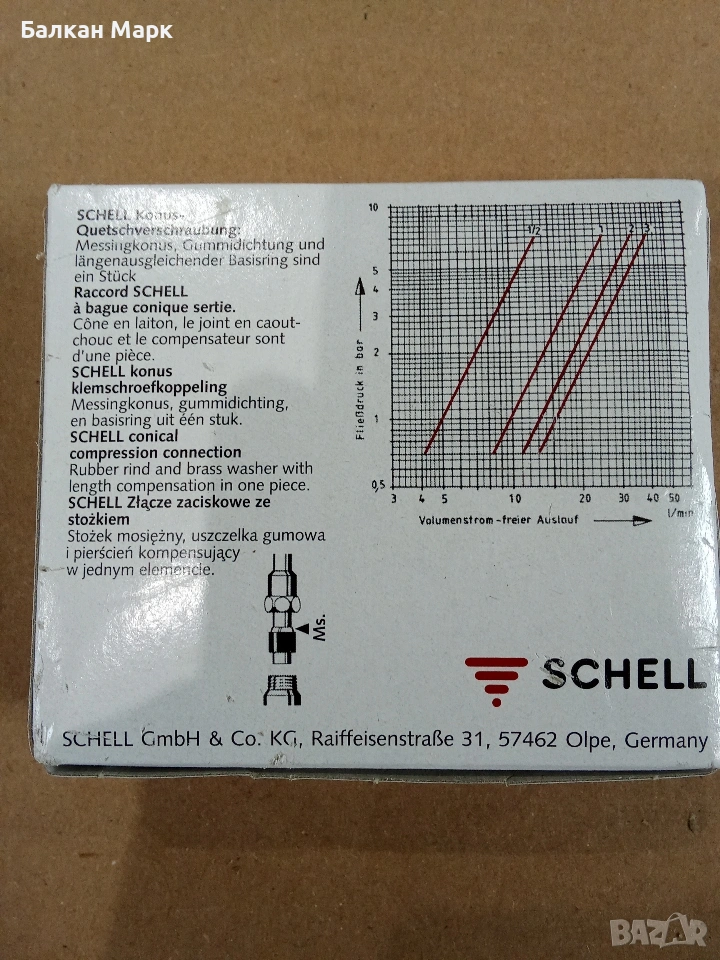 Балкан Марк
SCHELL Konus-
Quetschverschraubung:
Messingkonus, Gummidichtung und
längenausgleichender Basisring sind
ein Stück
Raccord SCHELL
à bague conique sertie.
Cône en laiton, le joint en caout-
chouc et le compensateur sont
d'une pièce.
SCHELL konus
klemschroefkoppeling
Messingkonus, gummidichting,
en basisring uit één stuk.
SCHELL conical
compression connection
Rubber rind and brass washer with
length compensation in one piece.
SCHELL Złącze zaciskowe ze
stożkiem
Stożek mosiężny, uszczelka gumowa
i pierścień kompensujący
w jednym elemencie.
Ms.
10
5
4
3
2
1
0,5
Fließdruck in bar
1/2 1 2 3
3 4 5 10 20 30 40 50
l/min
Volumenstrom-freier Auslauf
SCHELL
SCHELL GmbH & Co. KG, Raiffeisenstraße 31, 57462 Olpe, Germany
BAZAR